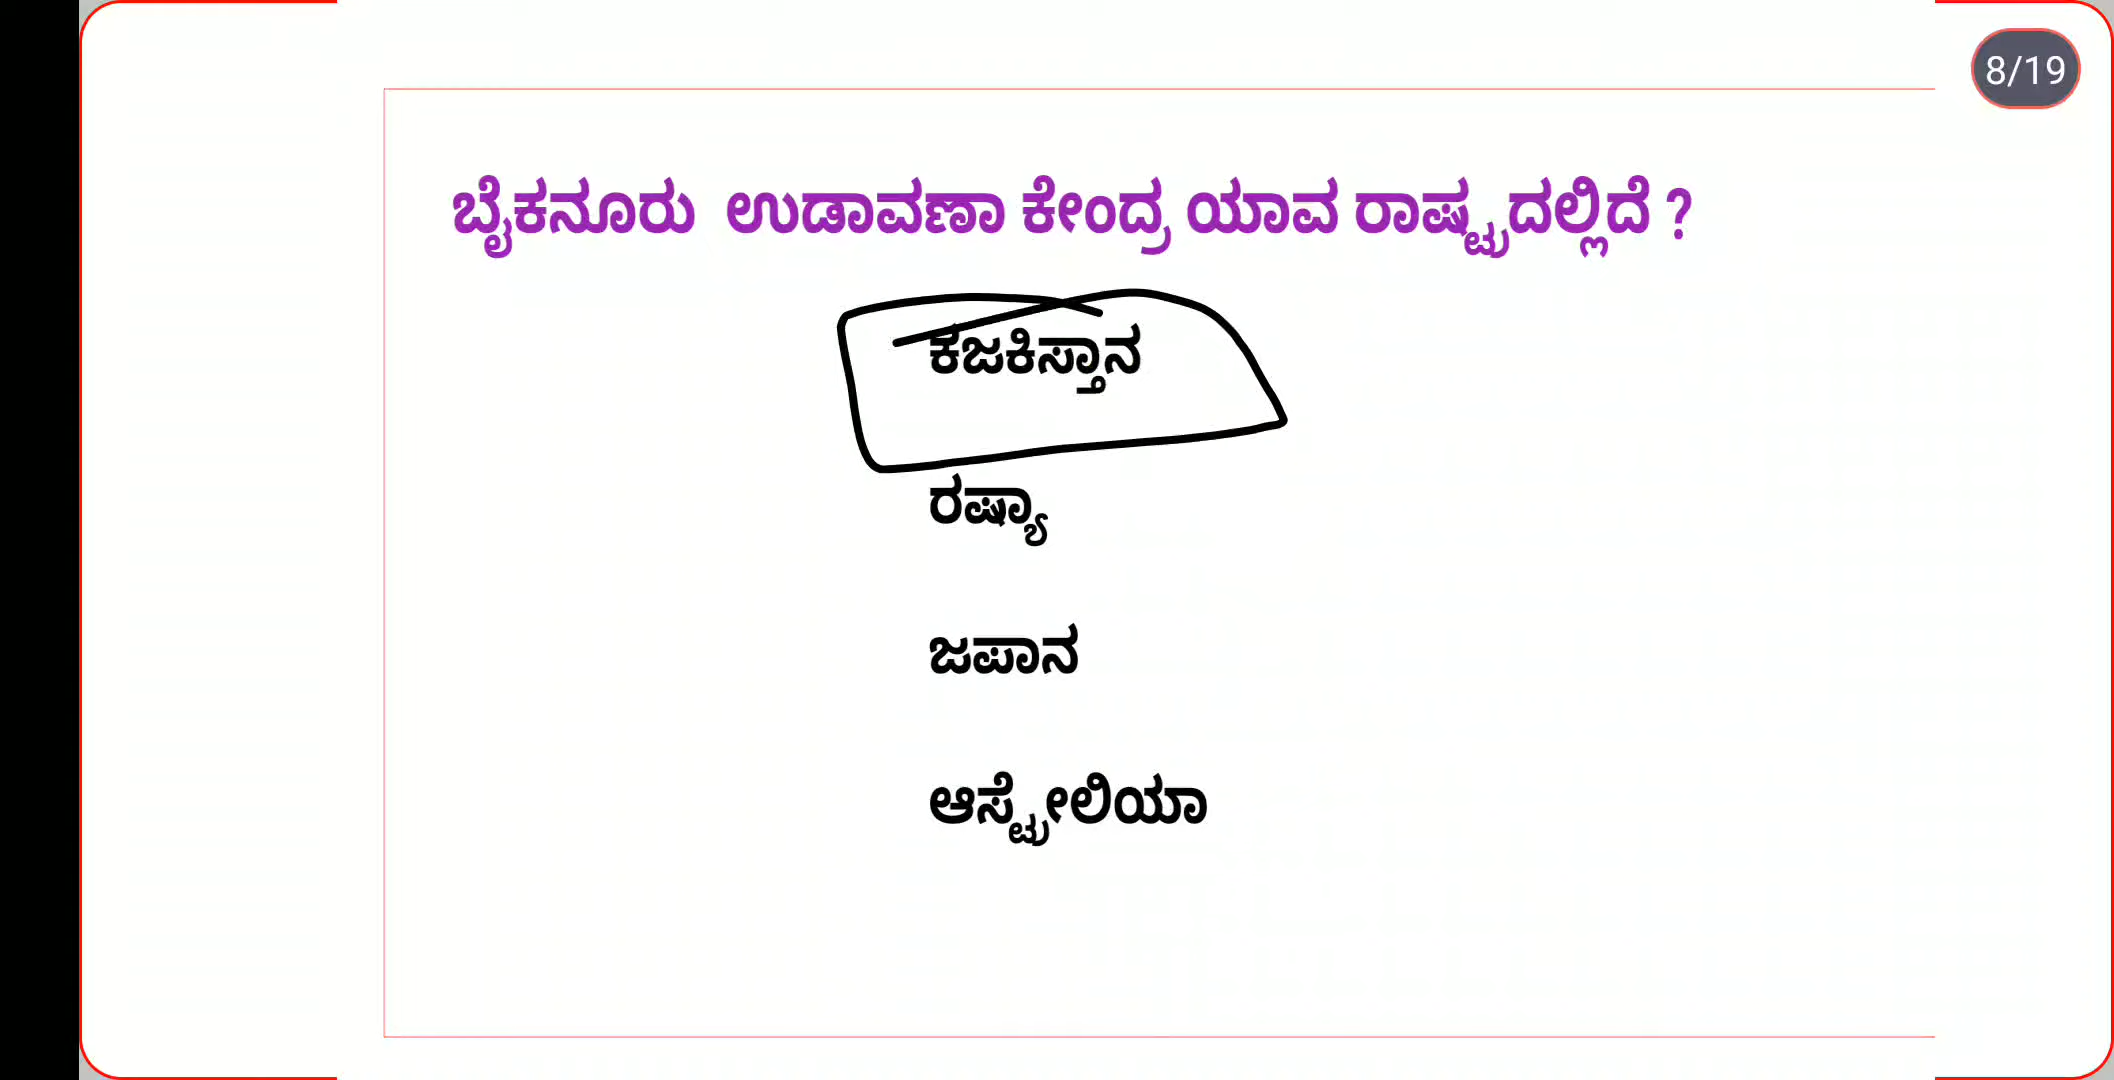 8/19
ಬೈಕನೂರು ಉಡಾವಣಾ ಕೇಂದ್ರ ಯಾವ ರಾಷ್ಟ್ರದಲ್ಲಿದೆ ?
ಕಜಕಿಸ್ತಾನ
ರಷ್ಯಾ
ಜಪಾನ
ಆಸ್ಟ್ರೇಲಿಯಾ